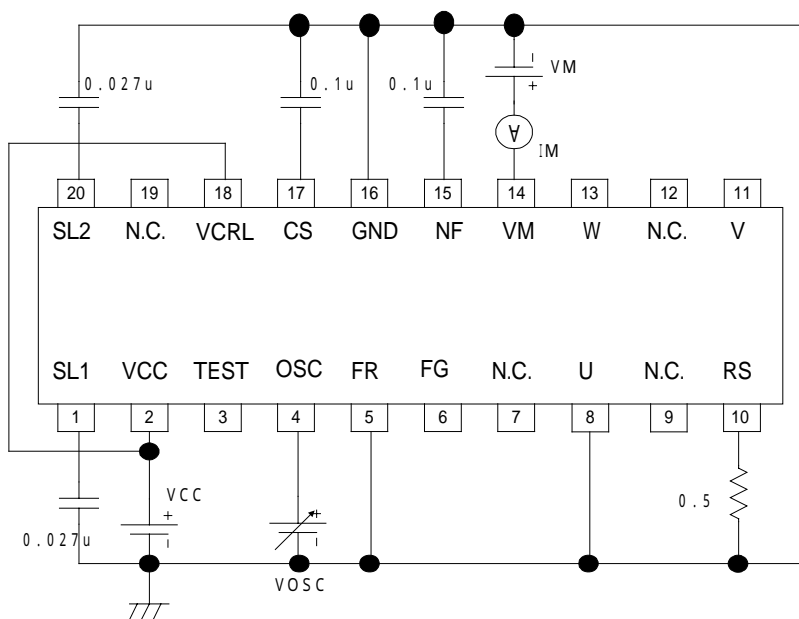 0.027u
0.1u
0.1u
－
VM
+
A
IM
20 19 18 17 16 15 14 13 12 11
SL2 N.C. VCRL CS GND NF VM W N.C. V
SL1 VCC TEST OSC FR FG N.C. U N.C. RS
1 2 3 4 5 6 7 8 9 10
VCC
+
－
0.027u
+
－
VOSC
0.5